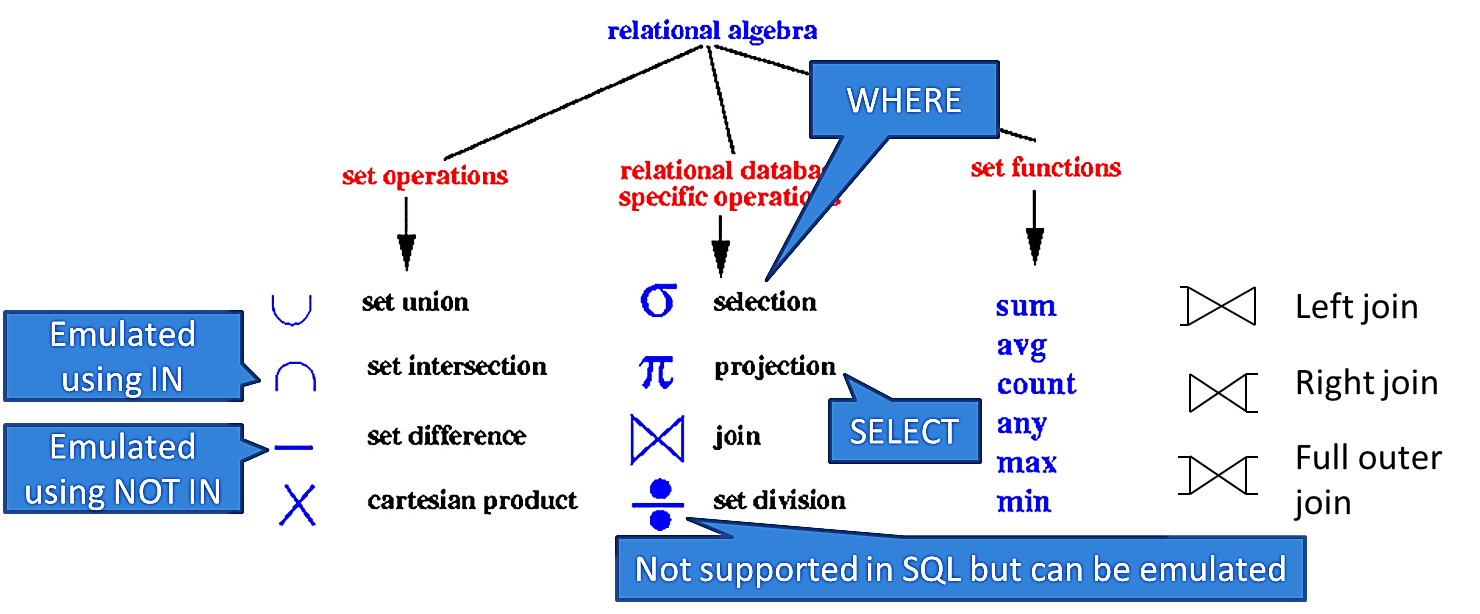 relational algebra
WHERE
set operations
relational databa
specific operations
set functions
set union
set intersection
set difference
cartesian product
Emulated
using IN
Emulated
using NOT IN
σ selection
π projection
join
set division
SELECT
Not supported in SQL but can be emulated
sum
avg
count
any
max
min
Left join
Right join
Full outer
join